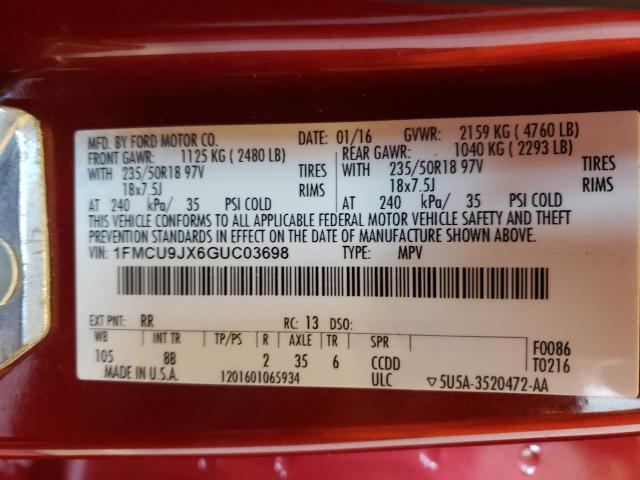 MFD. BY FORD MOTOR CO. DATE: 01/16 GVWR: 2159 KG ( 4760 LB)
FRONT GAWR: 1125 KG ( 2480 LB) REAR GAWR: 1040 KG ( 2293 LB)
WITH 235/50R18 97V TIRES WITH 235/50R18 97V TIRES
18x7.5J RIMS 18x7.5J RIMS
AT 240 kPa/ 35 PSI COLD AT 240 kPa/ 35 PSI COLD
THIS VEHICLE CONFORMS TO ALL APPLICABLE FEDERAL MOTOR VEHICLE SAFETY AND THEFT
PREVENTION STANDARDS IN EFFECT ON THE DATE OF MANUFACTURE SHOWN ABOVE.
VIN: 1FMCU9JX6GUC03698 TYPE: MPV
EXT PNT: RR RC: 13 DSO:
WB INT TR TP/PS R AXLE TR SPR F0086
105 8B 2 35 6 CCDD T0216
MADE IN U.S.A. 1201601065934 ULC ▽5U5A-3520472-AA